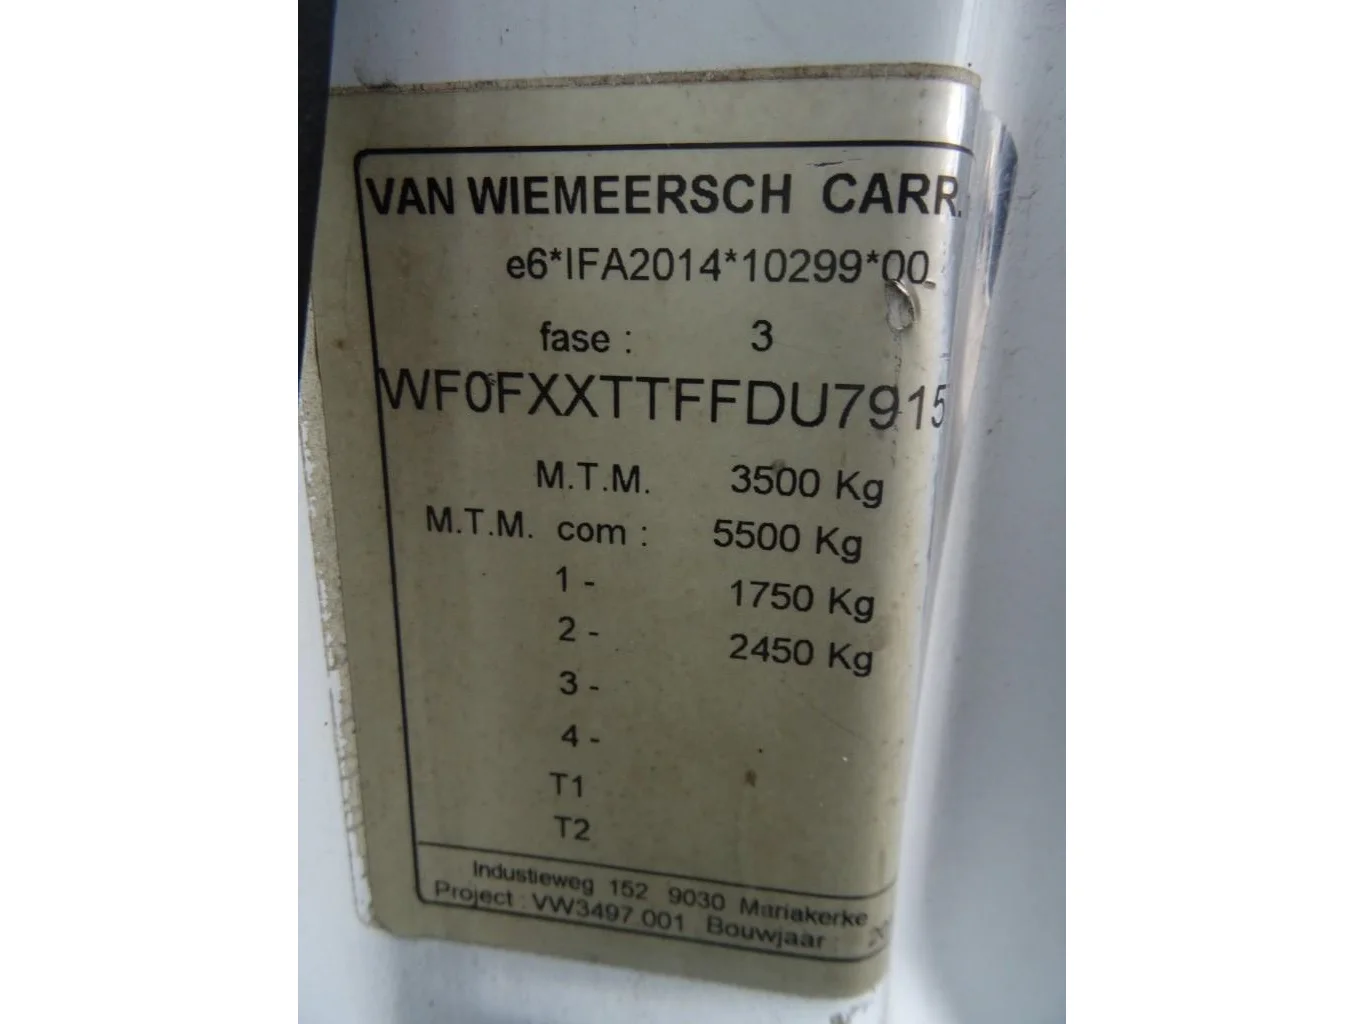 VAN WIEMEERSCH CARR.
e6*IFA2014*10299*00
fase : 3
WF0FXXTTFFDU7915
M.T.M. 3500 Kg
M.T.M. com : 5500 Kg
1 - 1750 Kg
2 - 2450 Kg
3 -
4 -
T1
T2
Industieweg 152 9030 Mariakerke
Project : VW3497 001 Bouwjaar :